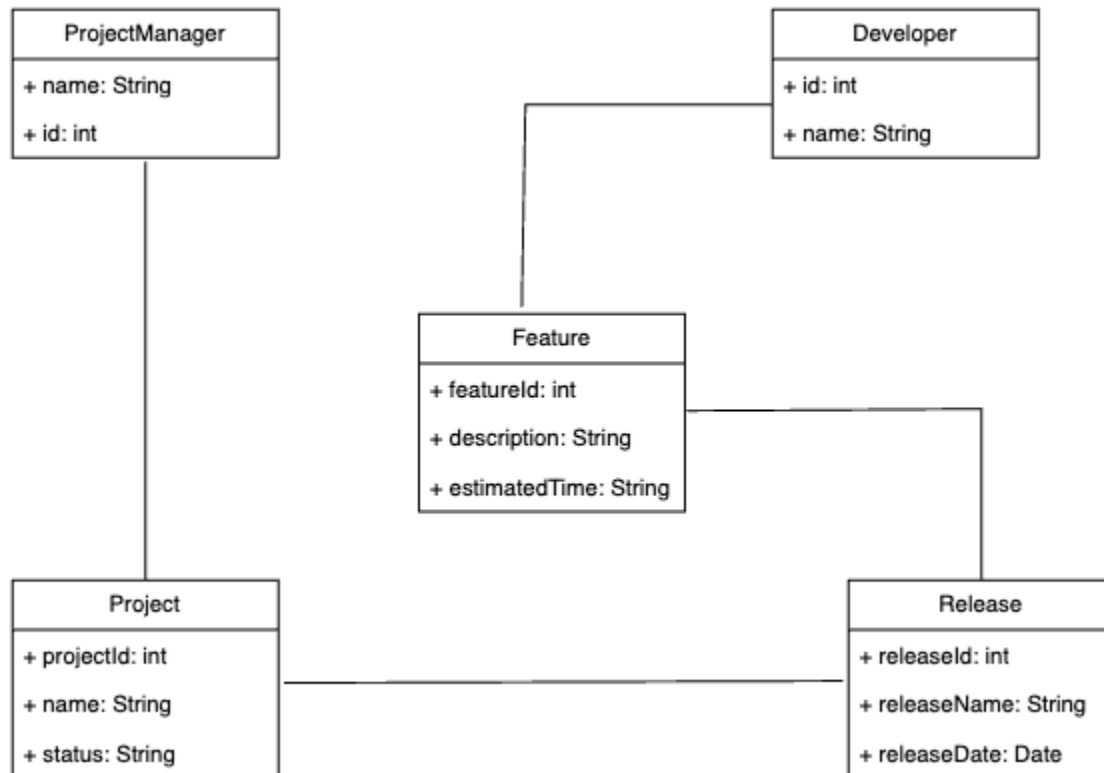 ProjectManager
+ name: String
+ id: int
Developer
+ id: int
+ name: String
Feature
+ featureId: int
+ description: String
+ estimatedTime: String
Project
+ projectId: int
+ name: String
+ status: String
Release
+ releaseId: int
+ releaseName: String
+ releaseDate: Date